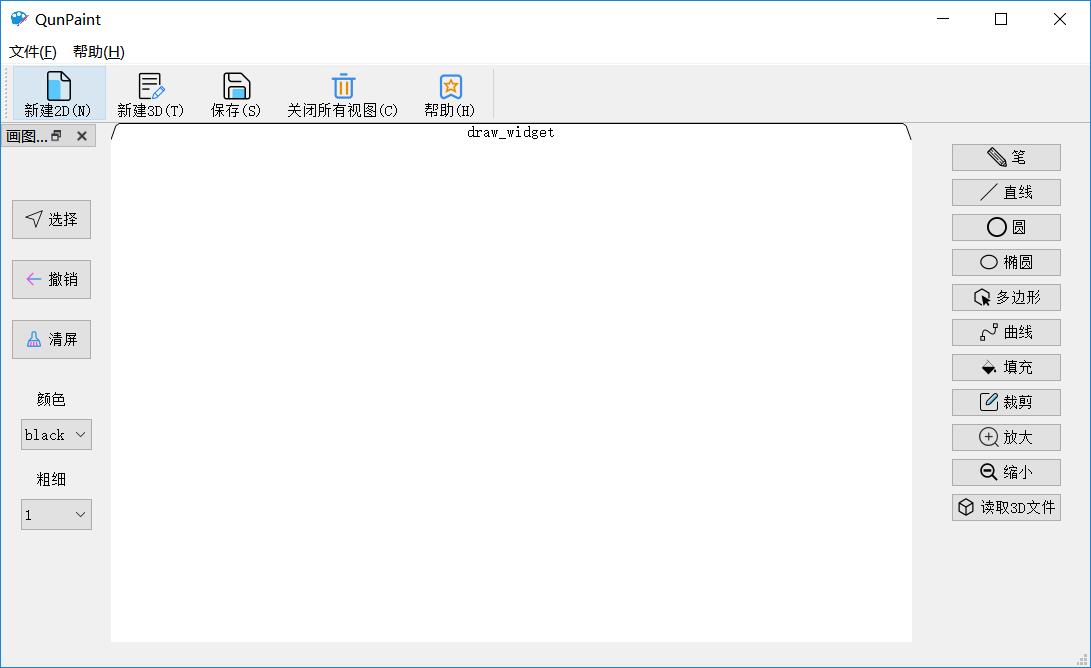 QunPaint
文件(F) 帮助(H)
新建2D(N) 新建3D(T) 保存(S) 关闭所有视图(C) 帮助(H)
画图...
draw_widget
选择
撤销
清屏
颜色
black
粗细
1
笔
直线
圆
椭圆
多边形
曲线
填充
裁剪
放大
缩小
读取3D文件